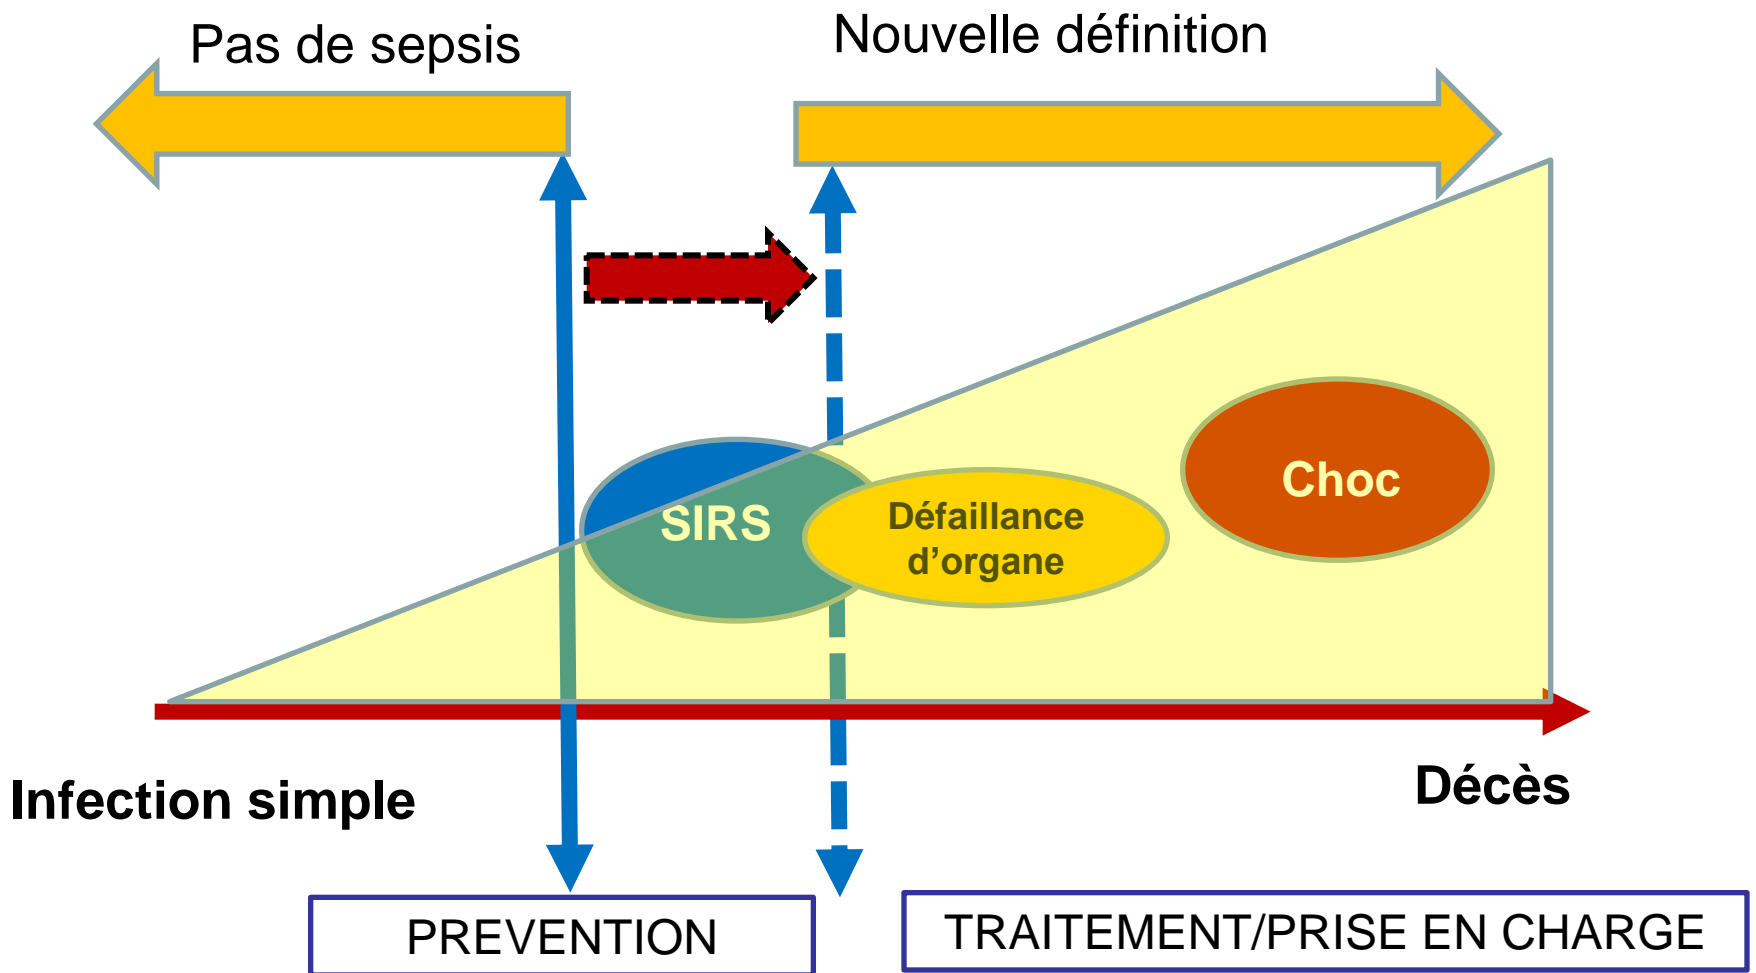 Pas de sepsis
Nouvelle définition
SIRS
Défaillance
d’organe
Choc
Infection simple
Décès
PREVENTION
TRAITEMENT/PRISE EN CHARGE